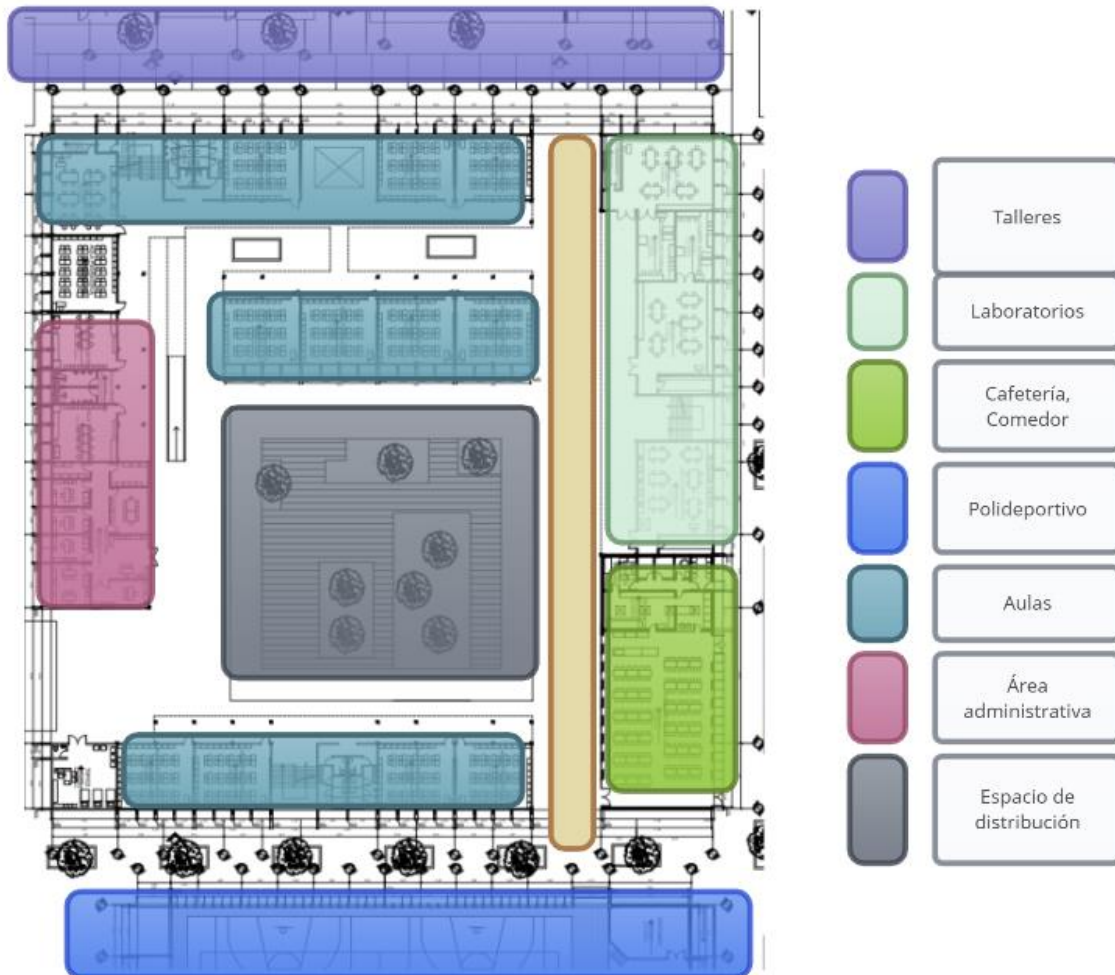 Talleres
Laboratorios
Cafetería,
Comedor
Polideportivo
Aulas
Área
administrativa
Espacio de
distribución